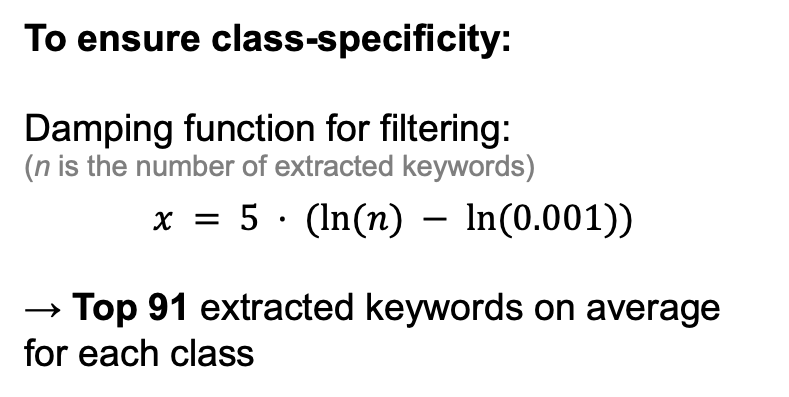 To ensure class-specificity:
Damping function for filtering:
(n is the number of extracted keywords)
x = 5 · (ln(n) − ln(0.001))
→ Top 91 extracted keywords on average
for each class